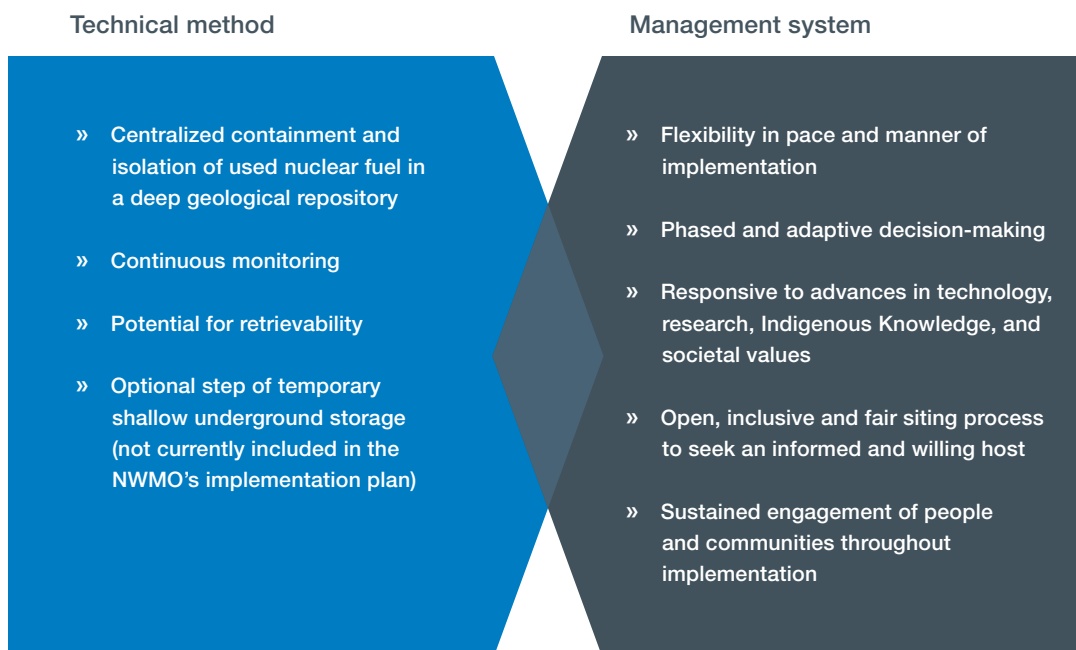 Technical method
» Centralized containment and
isolation of used nuclear fuel in
a deep geological repository
» Continuous monitoring
» Potential for retrievability
» Optional step of temporary
shallow underground storage
(not currently included in the
NWMO’s implementation plan)
Management system
» Flexibility in pace and manner of
implementation
» Phased and adaptive decision-making
» Responsive to advances in technology,
research, Indigenous Knowledge, and
societal values
» Open, inclusive and fair siting process
to seek an informed and willing host
» Sustained engagement of people
and communities throughout
implementation